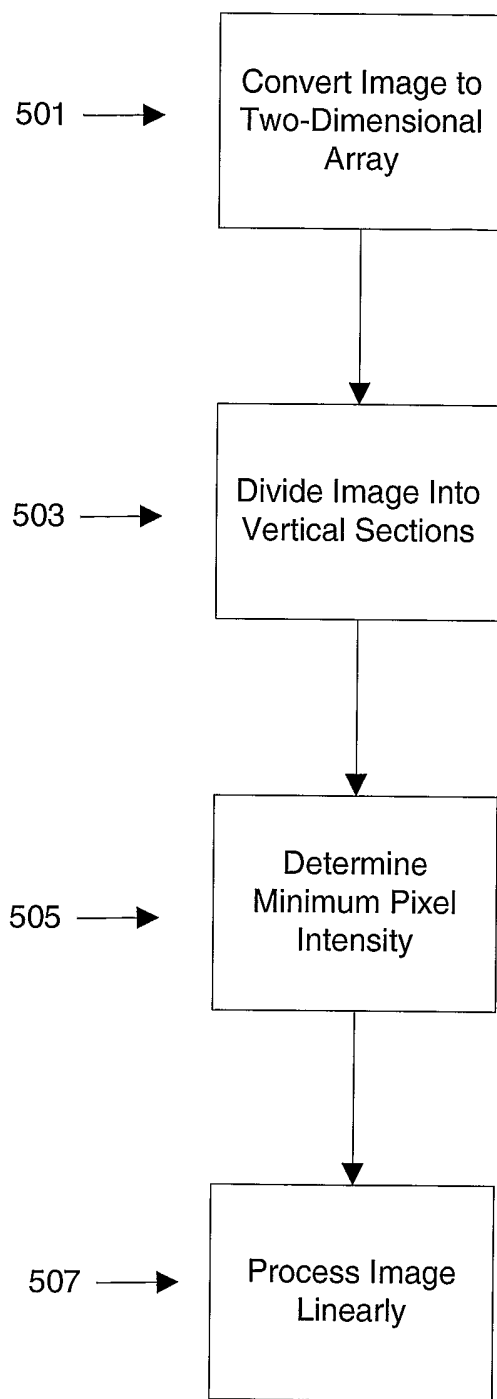 501
Convert Image to
Two-Dimensional
Array
503
Divide Image Into
Vertical Sections
505
Determine
Minimum Pixel
Intensity
507
Process Image
Linearly